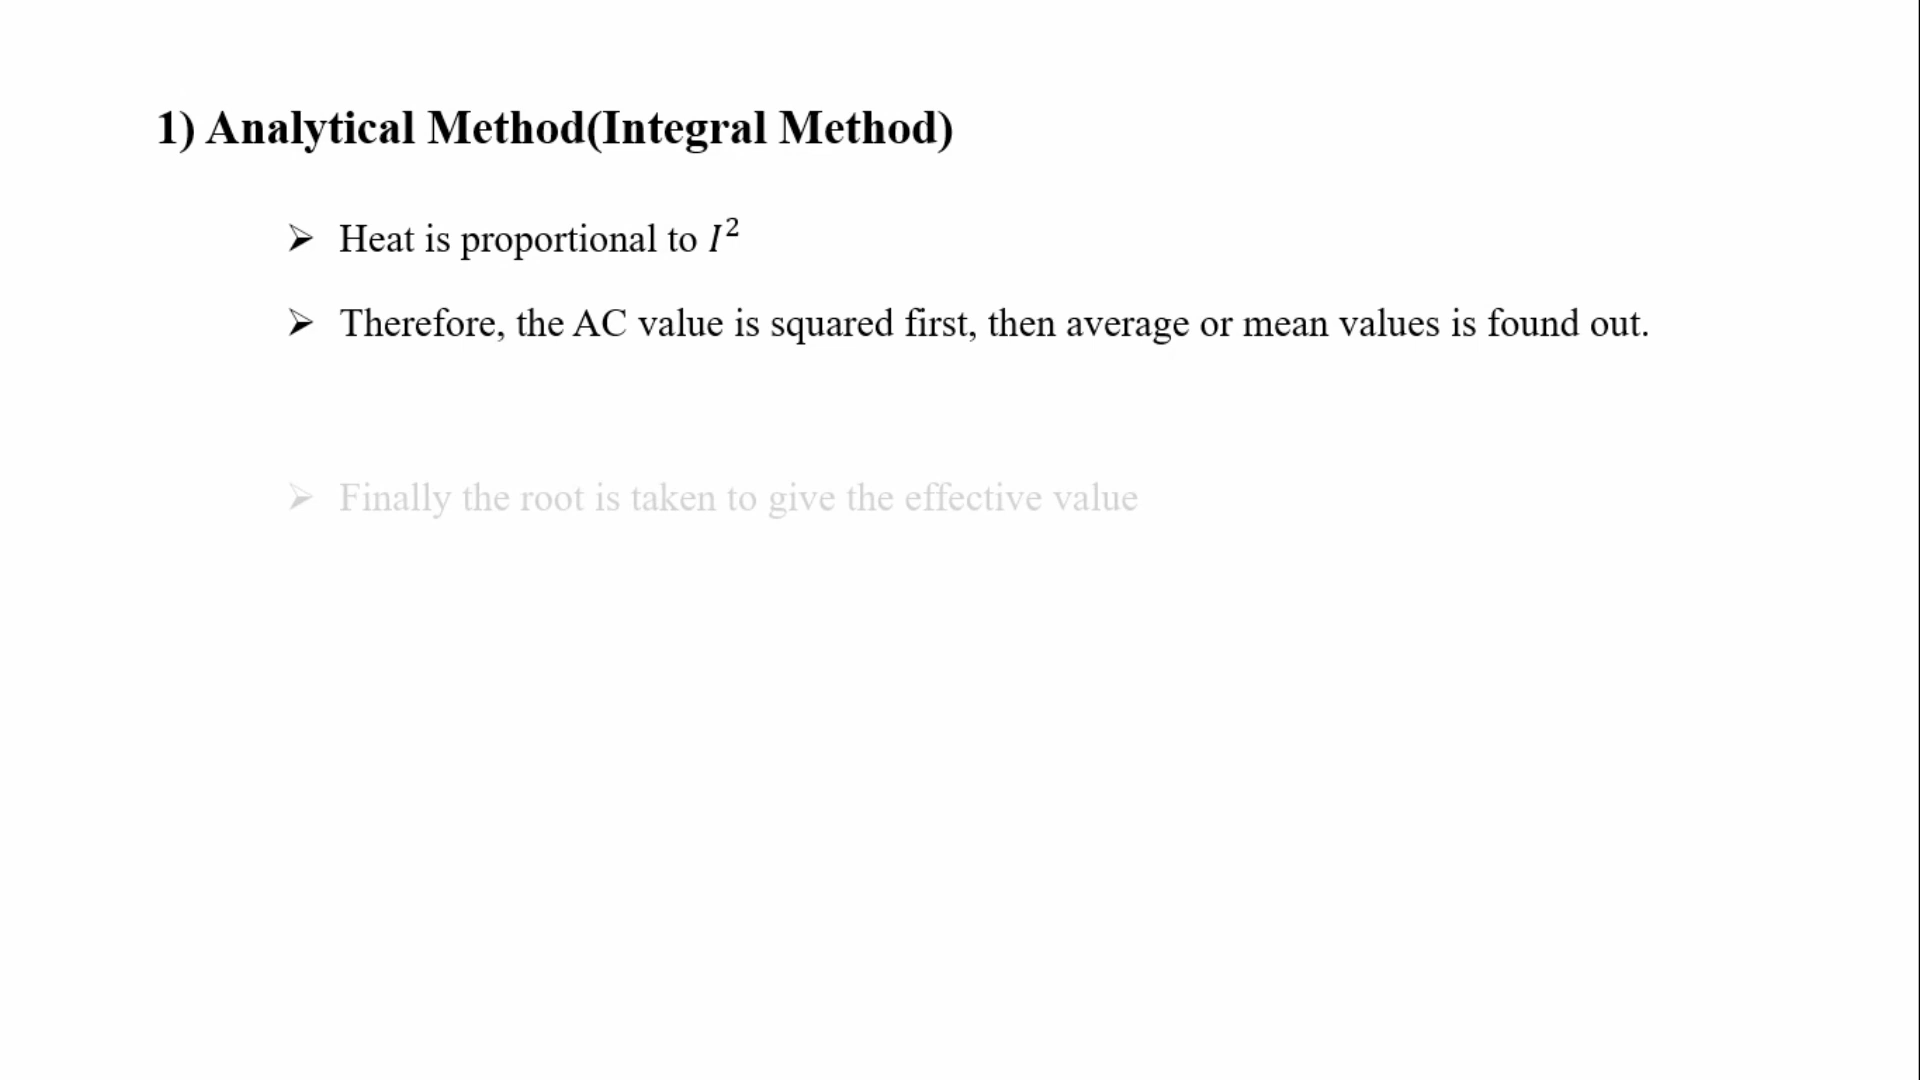 1) Analytical Method(Integral Method)
➢ Heat is proportional to 𝐼²
➢ Therefore, the AC value is squared first, then average or mean values is found out.
➢ Finally the root is taken to give the effective value